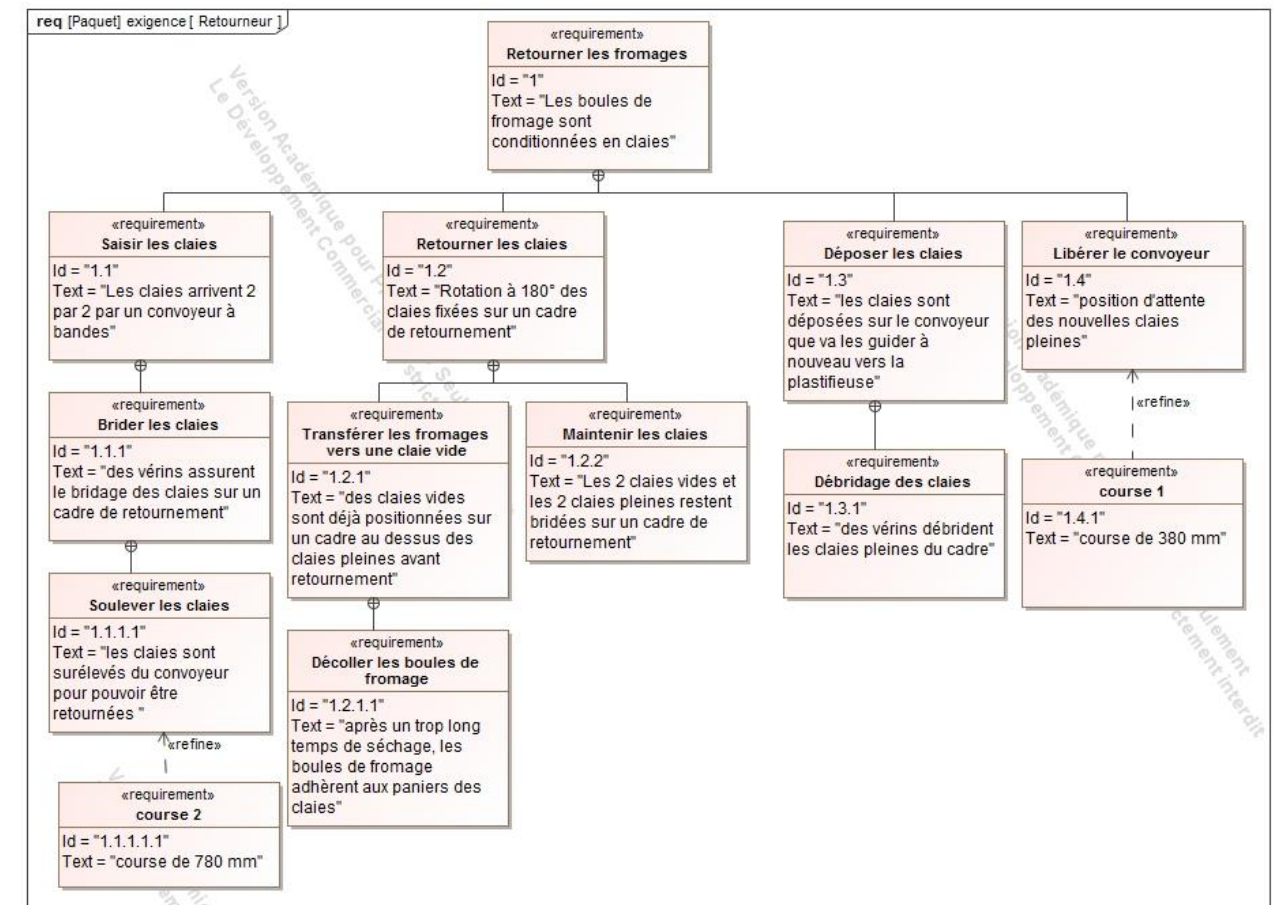 req [Paquet] exigence [ Retourneur ]
«requirement»
Retourner les fromages
Id = "1"
Text = "Les boules de
fromage sont
conditionnées en claies"
«requirement»
Saisir les claies
Id = "1.1"
Text = "Les claies arrivent 2
par 2 par un convoyeur à
bandes"
«requirement»
Retourner les claies
Id = "1.2"
Text = "Rotation à 180° des
claies fixées sur un cadre
de retournement"
«requirement»
Déposer les claies
Id = "1.3"
Text = "les claies sont
déposées sur le convoyeur
que va les guider à
nouveau vers la
plastifieuse"
«requirement»
Libérer le convoyeur
Id = "1.4"
Text = "position d'attente
des nouvelles claies
pleines"
«refine»
«requirement»
Brider les claies
Id = "1.1.1"
Text = "des vérins assurent
le bridage des claies sur un
cadre de retournement"
«requirement»
Transférer les fromages
vers une claie vide
Id = "1.2.1"
Text = "des claies vides
sont déjà positionnées sur
un cadre au dessus des
claies pleines avant
retournement"
«requirement»
Maintenir les claies
Id = "1.2.2"
Text = "Les 2 claies vides et
les 2 claies pleines restent
bridées sur un cadre de
retournement"
«requirement»
Débridage des claies
Id = "1.3.1"
Text = "des vérins débrident
les claies pleines du cadre"
«requirement»
course 1
Id = "1.4.1"
Text = "course de 380 mm"
«requirement»
Soulever les claies
Id = "1.1.1.1"
Text = "les claies sont
surélevés du convoyeur
pour pouvoir être
retournées "
«refine»
«requirement»
Décoller les boules de
fromage
Id = "1.2.1.1"
Text = "après un trop long
temps de séchage, les
boules de fromage
adhèrent aux paniers des
claies"
«requirement»
course 2
Id = "1.1.1.1.1"
Text = "course de 780 mm"
Version Académique pour
Le Développement Commercial